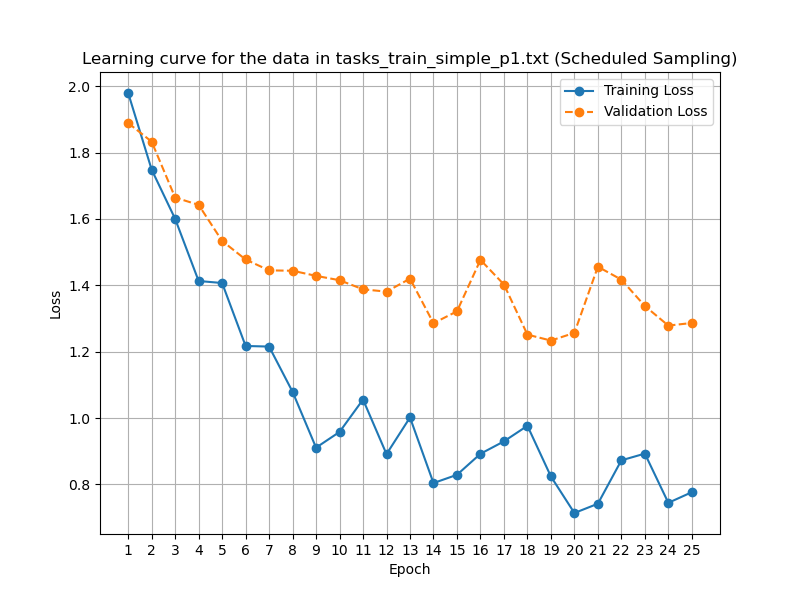 Learning curve for the data in tasks_train_simple_p1.txt (Scheduled Sampling)
Training Loss
Validation Loss
2.0
1.8
1.6
1.4
1.2
1.0
0.8
Loss
1 2 3 4 5 6 7 8 9 10 11 12 13 14 15 16 17 18 19 20 21 22 23 24 25
Epoch